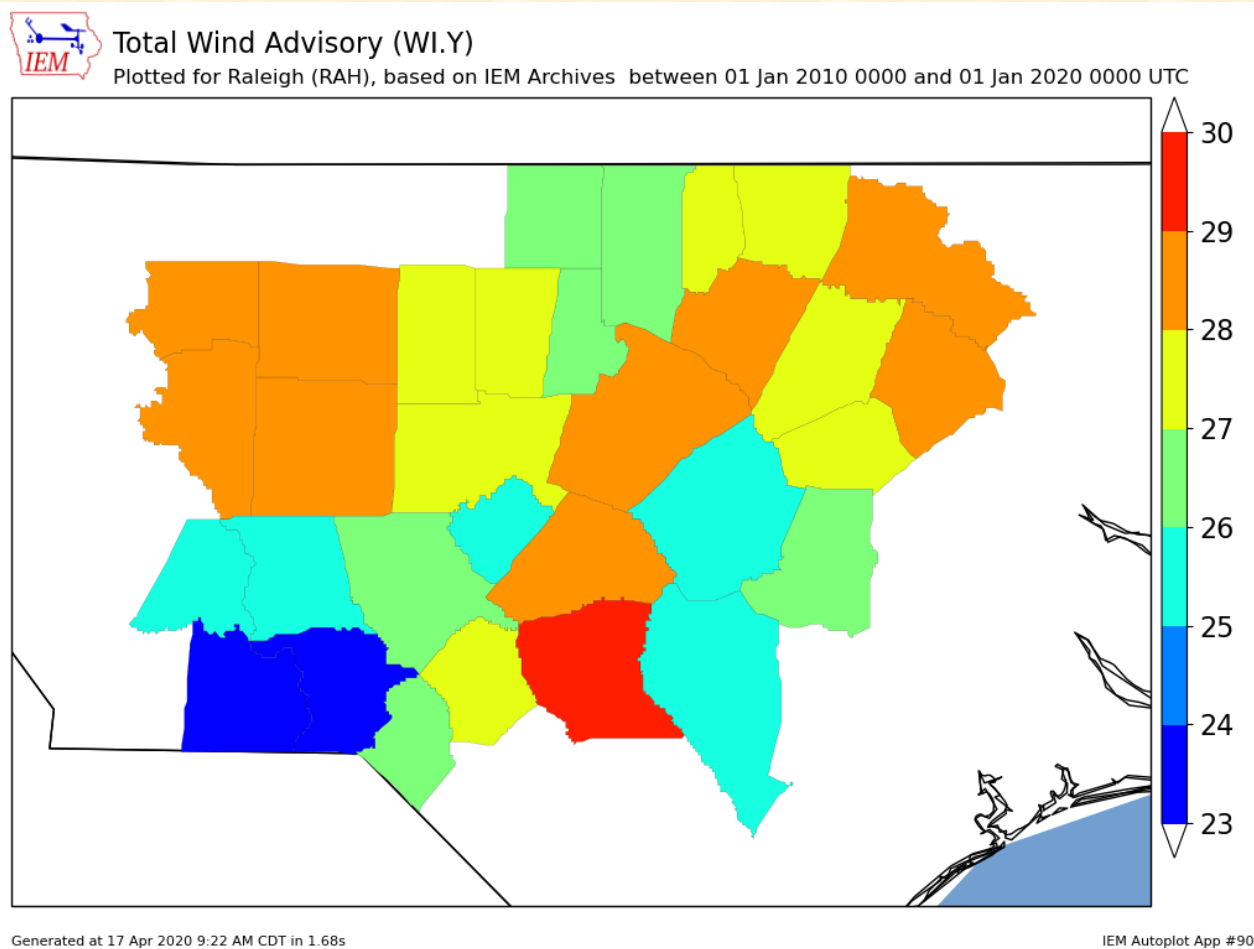 IEM
Total Wind Advisory (WI.Y)
Plotted for Raleigh (RAH), based on IEM Archives  between 01 Jan 2010 0000 and 01 Jan 2020 0000 UTC
30
29
28
27
26
25
24
23
Generated at 17 Apr 2020 9:22 AM CDT in 1.68s
IEM Autoplot App #90